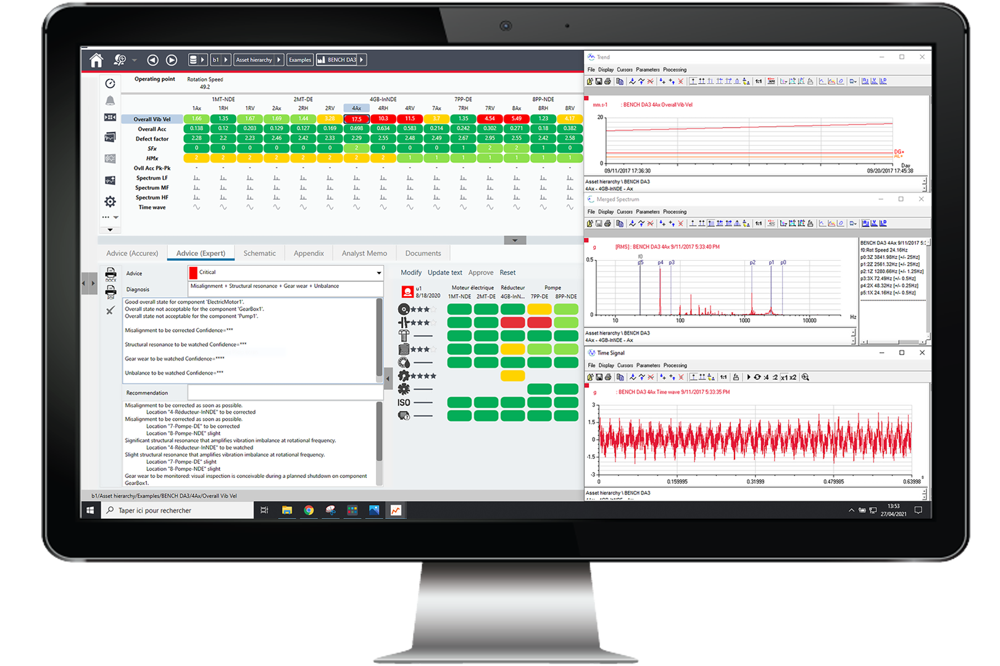 b1 Asset hierarchy Examples BENCH DA3
Operating point Rotation Speed
49.2
1MT-NDE 2MT-DE 4GB-InNDE 7PP-DE 8PP-NDE
1Ax 1RH 1RV 2Ax 2RH 2RV 4Ax 4RH 4RV 7Ax 7RH 7RV 8Ax 8RH 8RV
Overall Vib Vel 1.66 1.35 1.67 1.69 1.44 3.28 17.5 10.3 11.5 3.7 1.35 4.54 5.49 1.23 4.17
Overall Acc 0.138 0.12 0.203 0.129 0.127 0.169 0.698 0.634 0.583 0.214 0.242 0.302 0.271 0.18 0.382
Defect factor 2.28 2.2 2.23 2.46 2.42 2.33 2.29 2.55 2.48 2.49 2.67 2.95 2.55 2.42 2.58
SFx 0 0 0 0 0 0 2 0 0 0 1 2 2 1 0
HMx 2 2 2 2 2 2 2 2 1 1 1 1 1 1 1
Ovll Acc Pk-Pk - - - - - - - - - - - - - - -
Spectrum LF
Spectrum MF
Spectrum HF
Time wave
Advice (Accurex) Advice (Expert) Schematic Appendix Analyst Memo Documents
DOCX
PDF
Advice Critical
Diagnosis Misalignment + Structural resonance + Gear wear + Unbalance
Good overall state for component 'ElectricMotor1'.
Overall state not acceptable for the component 'GearBox1'.
Overall state not acceptable for the component 'Pump1'.
Misalignment to be corrected Confidence=***
Structural resonance to be watched Confidence=***
Gear wear to be watched Confidence=****
Unbalance to be watched Confidence=***
Recommendation
Misalignment to be corrected as soon as possible.
Location "4-Réducteur-InNDE" to be corrected
Misalignment to be corrected as soon as possible.
Location "7-Pompe-DE" to be corrected
Location "8-Pompe-NDE" slight
Significant structural resonance that amplifies vibration imbalance at rotational frequency.
Location "4-Réducteur-InNDE" to be watched
Slight structural resonance that amplifies vibration imbalance at rotational frequency.
Location "7-Pompe-DE" slight
Location "8-Pompe-NDE" slight
Gear wear to be monitored: visual inspection is conceivable during a planned shutdown on component
GearBox1.
Modify Update text Approve Reset
u1
8/18/2020
Moteur électrique Réducteur Pompe
1MT-NDE 2MT-DE 4GB-InN... 7PP-DE 8PP-NDE
ISO
b1/Asset hierarchy/Examples/BENCH DA3/4Ax/Overall Vib Vel
Trend
File Display Cursors Parameters Processing
1:1
mm.s-1 : BENCH DA3 4Ax Overall Vib Vel
20
DG+
AL+
0
Day
09/11/2017 17:36:30 09/20/2017 17:45:38
Asset hierarchy \ BENCH DA3
4Ax - 4GB-InNDE - Ax
Merged Spectrum
File Display Cursors Parameters Processing
1:1
g [RMS] : BENCH DA3 4Ax 9/11/2017 5:33:40 PM
f0
0.5 p5 p4 p3 p2 p1 p0
0
10 100 1000 10000 Hz
BENCH DA3 4Ax 9/11/2017 5:
f0:Rot Speed 24.16Hz
p0:3Z 3841.98Hz [+/- 25Hz]
p1:2Z 2561.32Hz [+/- 25Hz]
p2:1Z 1280.66Hz [+/- 1.25Hz]
p3:3X 72.49Hz [+/- 0.5Hz]
p4:2X 48.32Hz [+/- 0.25Hz]
p5:1X 24.16Hz [+/- 0.5Hz]
Asset hierarchy \ BENCH DA3
4Ax - 4GB-InNDE - Ax
Time Signal
File Display Cursors Parameters Processing
1:1 :4 :2 x1 x2
g : BENCH DA3 4Ax Time wave 9/11/2017 5:33:35 PM
3
1.5
0
-1.5
-3
s
0 0.159995 0.31999 0.479985 0.63998
Asset hierarchy \ BENCH DA3
4Ax - 4GB-InNDE - Ax
Taper ici pour rechercher
13:53
27/04/2021